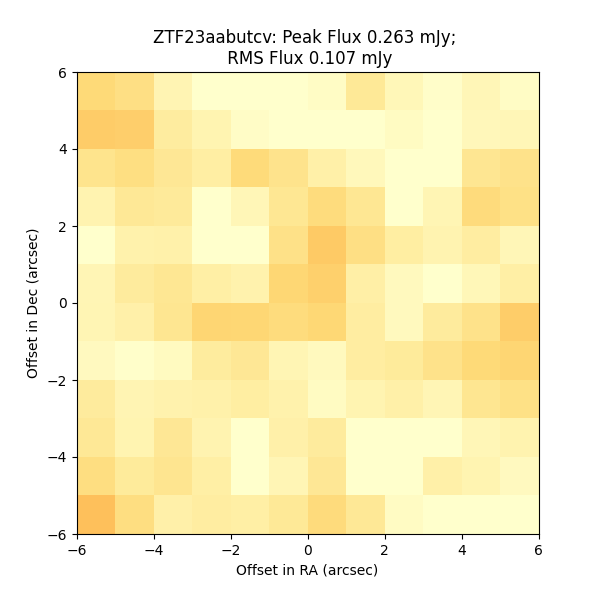 ZTF23aabutcv: Peak Flux 0.263 mJy;
RMS Flux 0.107 mJy
6
4
2
0
−2
−4
−6
Offset in Dec (arcsec)
−6 −4 −2 0 2 4 6
Offset in RA (arcsec)